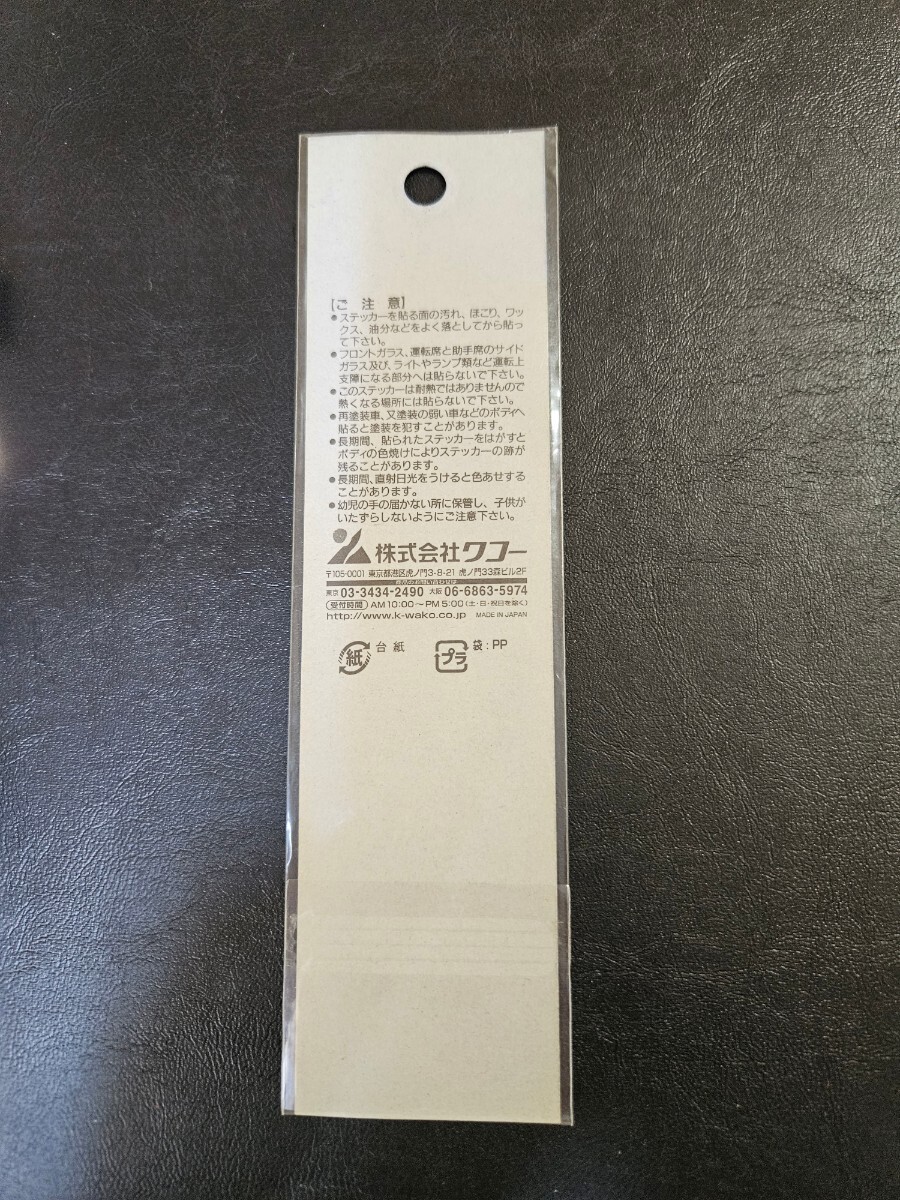 【ご 注 意】
●ステッカーを貼る面の汚れ、ほこり、ワッ
クス、油分などをよく落としてから貼っ
て下さい。
●フロントガラス、運転席と助手席のサイド
ガラス及び、ライトやランプ類など運転上
支障になる部分へは貼らないで下さい。
●このステッカーは耐熱ではありませんので
熱くなる場所には貼らないで下さい。
●再塗装車、又塗装の弱い車などのボディへ
貼ると塗装を犯すことがあります。
●長期間、貼られたステッカーをはがすと
ボディの色焼けによりステッカーの跡が
残ることがあります。
●長期間、直射日光をうけると色あせする
ことがあります。
●幼児の手の届かない所に保管し、子供が
いたずらしないようにご注意下さい。
株式会社ワコー
〒105-0001 東京都港区虎ノ門3-8-21 虎ノ門33森ビル2F
東京 03-3434-2490 大阪 06-6863-5974
受付時間 AM 10:00~PM 5:00 (土・日・祝日を除く)
http://www.k-wako.co.jp MADE IN JAPAN
紙 台紙 プラ 袋:PP